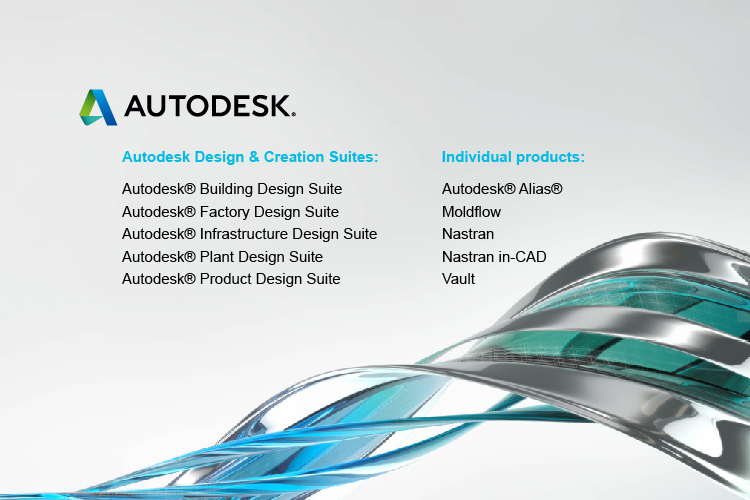 AUTODESK®
Autodesk Design & Creation Suites:
Autodesk® Building Design Suite
Autodesk® Factory Design Suite
Autodesk® Infrastructure Design Suite
Autodesk® Plant Design Suite
Autodesk® Product Design Suite
Individual products:
Autodesk® Alias®
Moldflow
Nastran
Nastran in-CAD
Vault